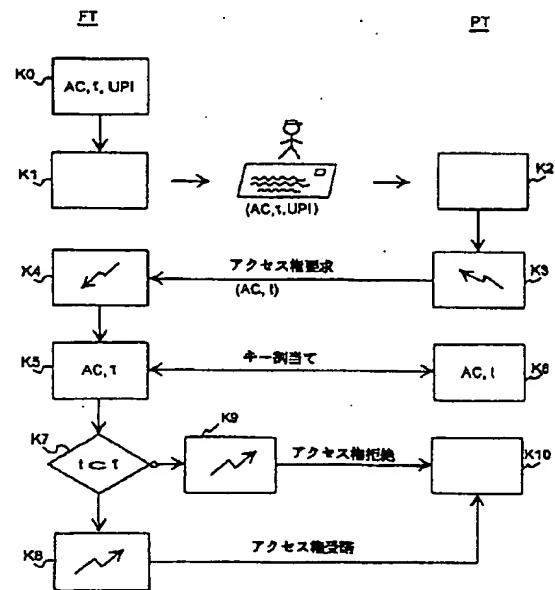 FT
PT
K0
AC, τ, UPI
K1
K2
(AC, τ, UPI)
K4
アクセス権要求
(AC, t)
K3
K5
AC, τ
キー割当て
AC, t
K6
K7
t ⊂ τ
K9
アクセス権拒絶
K10
K8
アクセス権受諾